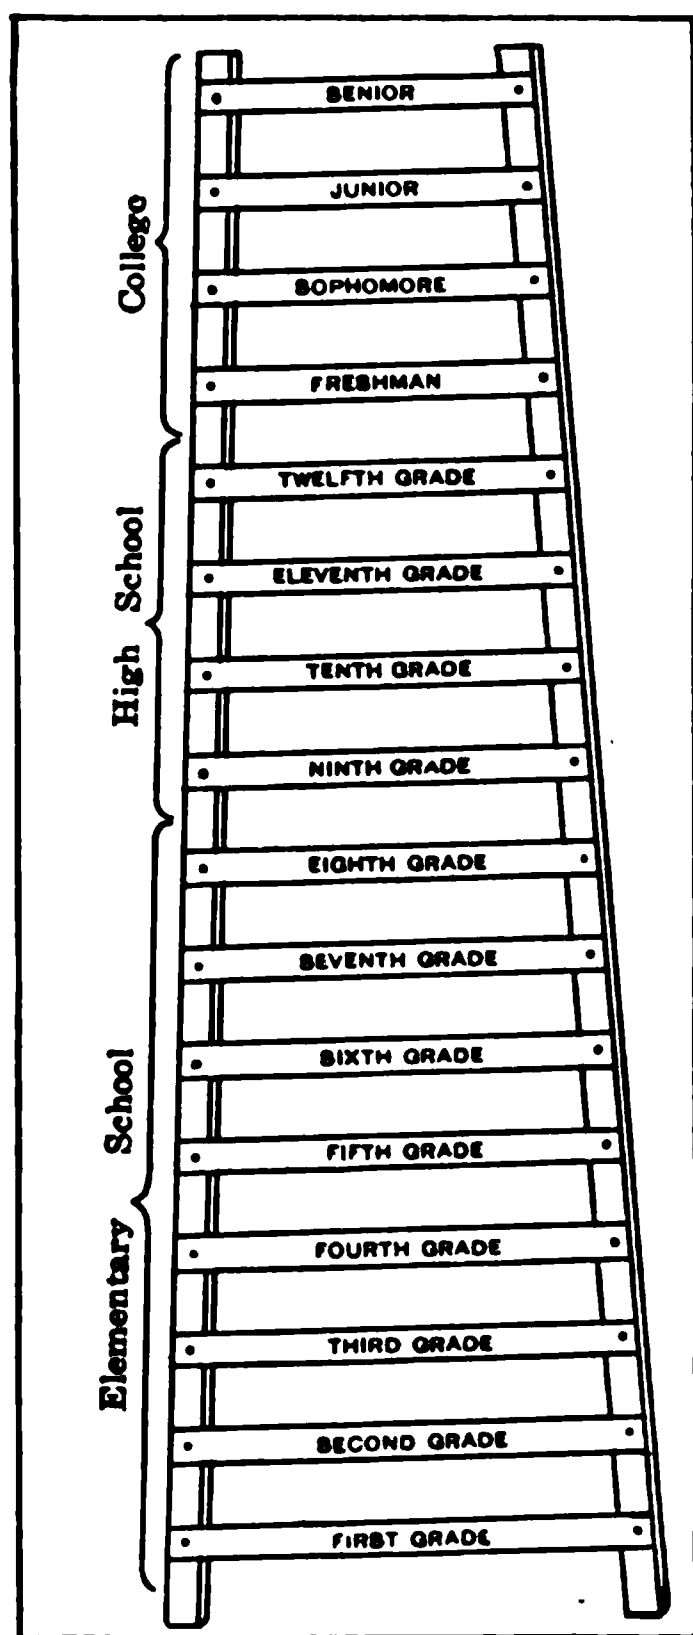 SENIOR
JUNIOR
SOPHOMORE
FRESHMAN
TWELFTH GRADE
ELEVENTH GRADE
TENTH GRADE
NINTH GRADE
EIGHTH GRADE
SEVENTH GRADE
SIXTH GRADE
FIFTH GRADE
FOURTH GRADE
THIRD GRADE
SECOND GRADE
FIRST GRADE
College
High School
Elementary School